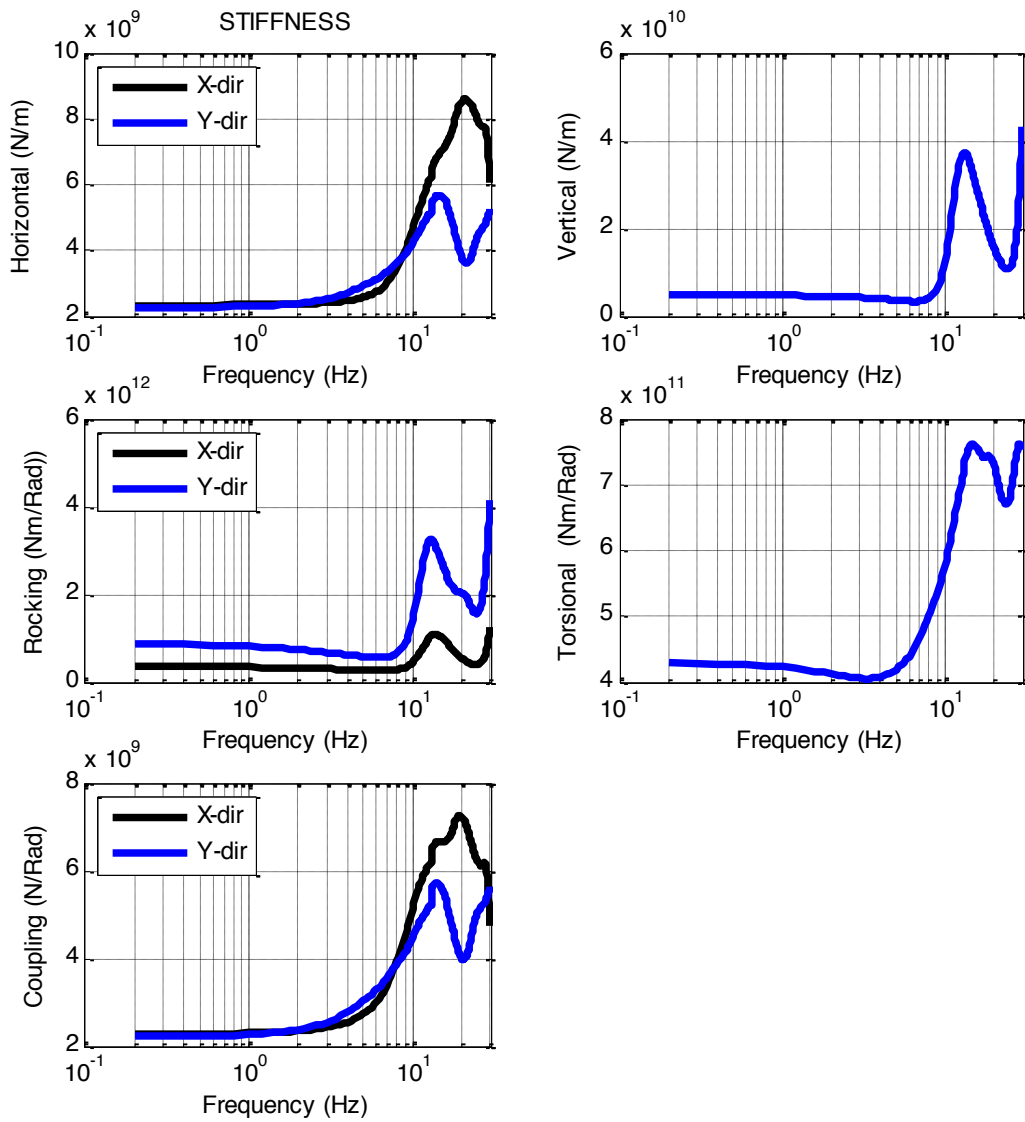 STIFFNESS
x 10^9
10
8
6
4
2
Horizontal (N/m)
X-dir
Y-dir
10^-1
10^0
10^1
Frequency (Hz)
x 10^10
6
4
2
0
Vertical (N/m)
10^-1
10^0
10^1
Frequency (Hz)
x 10^12
6
4
2
0
Rocking (Nm/Rad))
X-dir
Y-dir
10^-1
10^0
10^1
Frequency (Hz)
x 10^11
8
7
6
5
4
Torsional (Nm/Rad)
10^-1
10^0
10^1
Frequency (Hz)
x 10^9
8
6
4
2
Coupling (N/Rad)
X-dir
Y-dir
10^-1
10^0
10^1
Frequency (Hz)